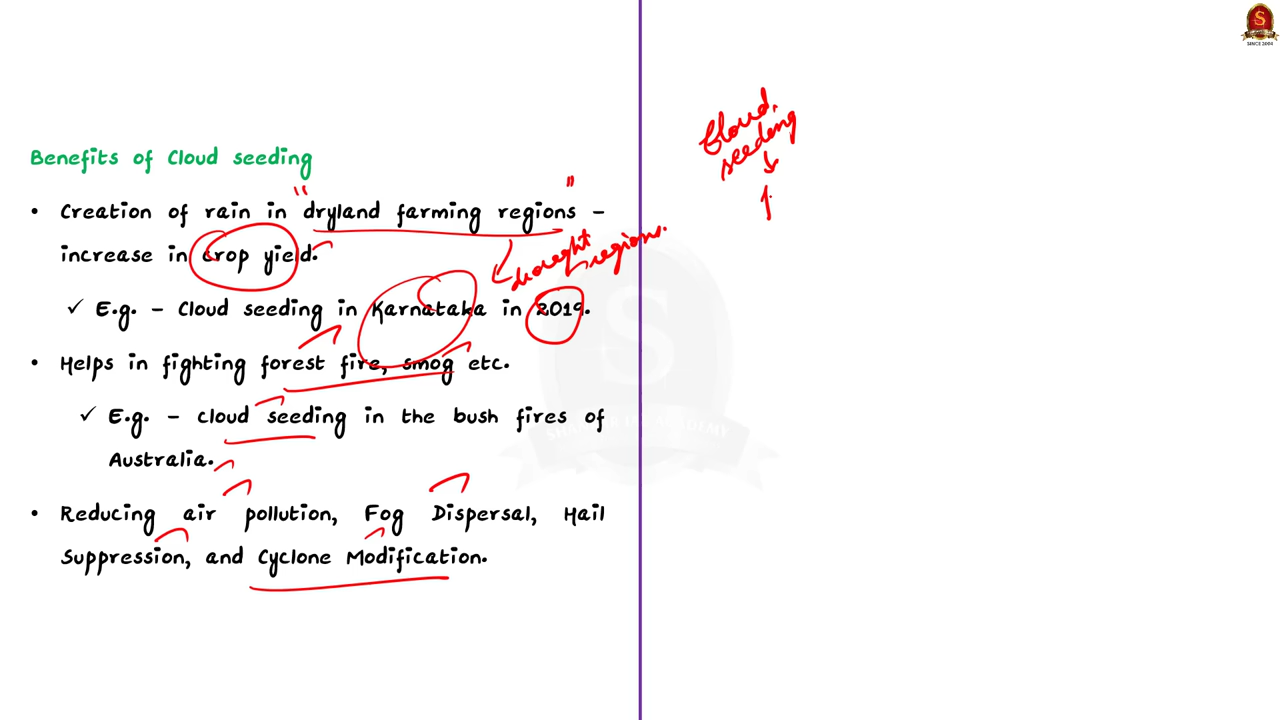 Benefits of Cloud seeding
• Creation of rain in "dryland farming regions" –
increase in crop yield.
drought regions.
✓ E.g. – Cloud seeding in Karnataka in 2019.
• Helps in fighting forest fire, smog etc.
✓ E.g. – cloud seeding in the bush fires of
Australia.
• Reducing air pollution, Fog Dispersal, Hail
Suppression, and Cyclone Modification.
Cloud
seeding
S
SINCE 2004